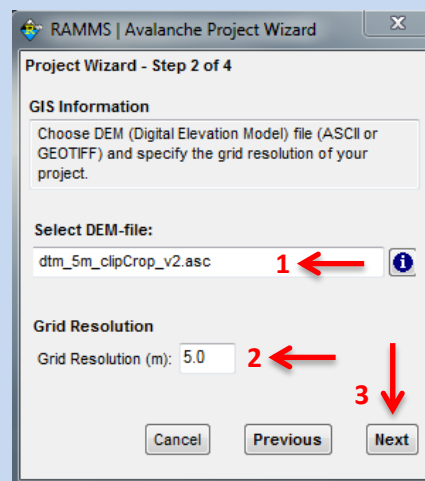 RAMMS | Avalanche Project Wizard X
Project Wizard - Step 2 of 4
GIS Information
Choose DEM (Digital Elevation Model) file (ASCII or
GEOTIFF) and specify the grid resolution of your
project.
Select DEM-file:
dtm_5m_clipCrop_v2.asc 1 i
Grid Resolution
Grid Resolution (m): 5.0 2
3
Cancel Previous Next